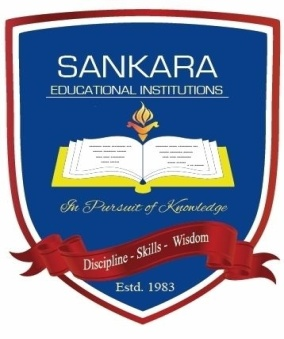 SANKARA
EDUCATIONAL INSTITUTIONS
In Pursuit of Knowledge
Discipline - Skills - Wisdom
Estd. 1983